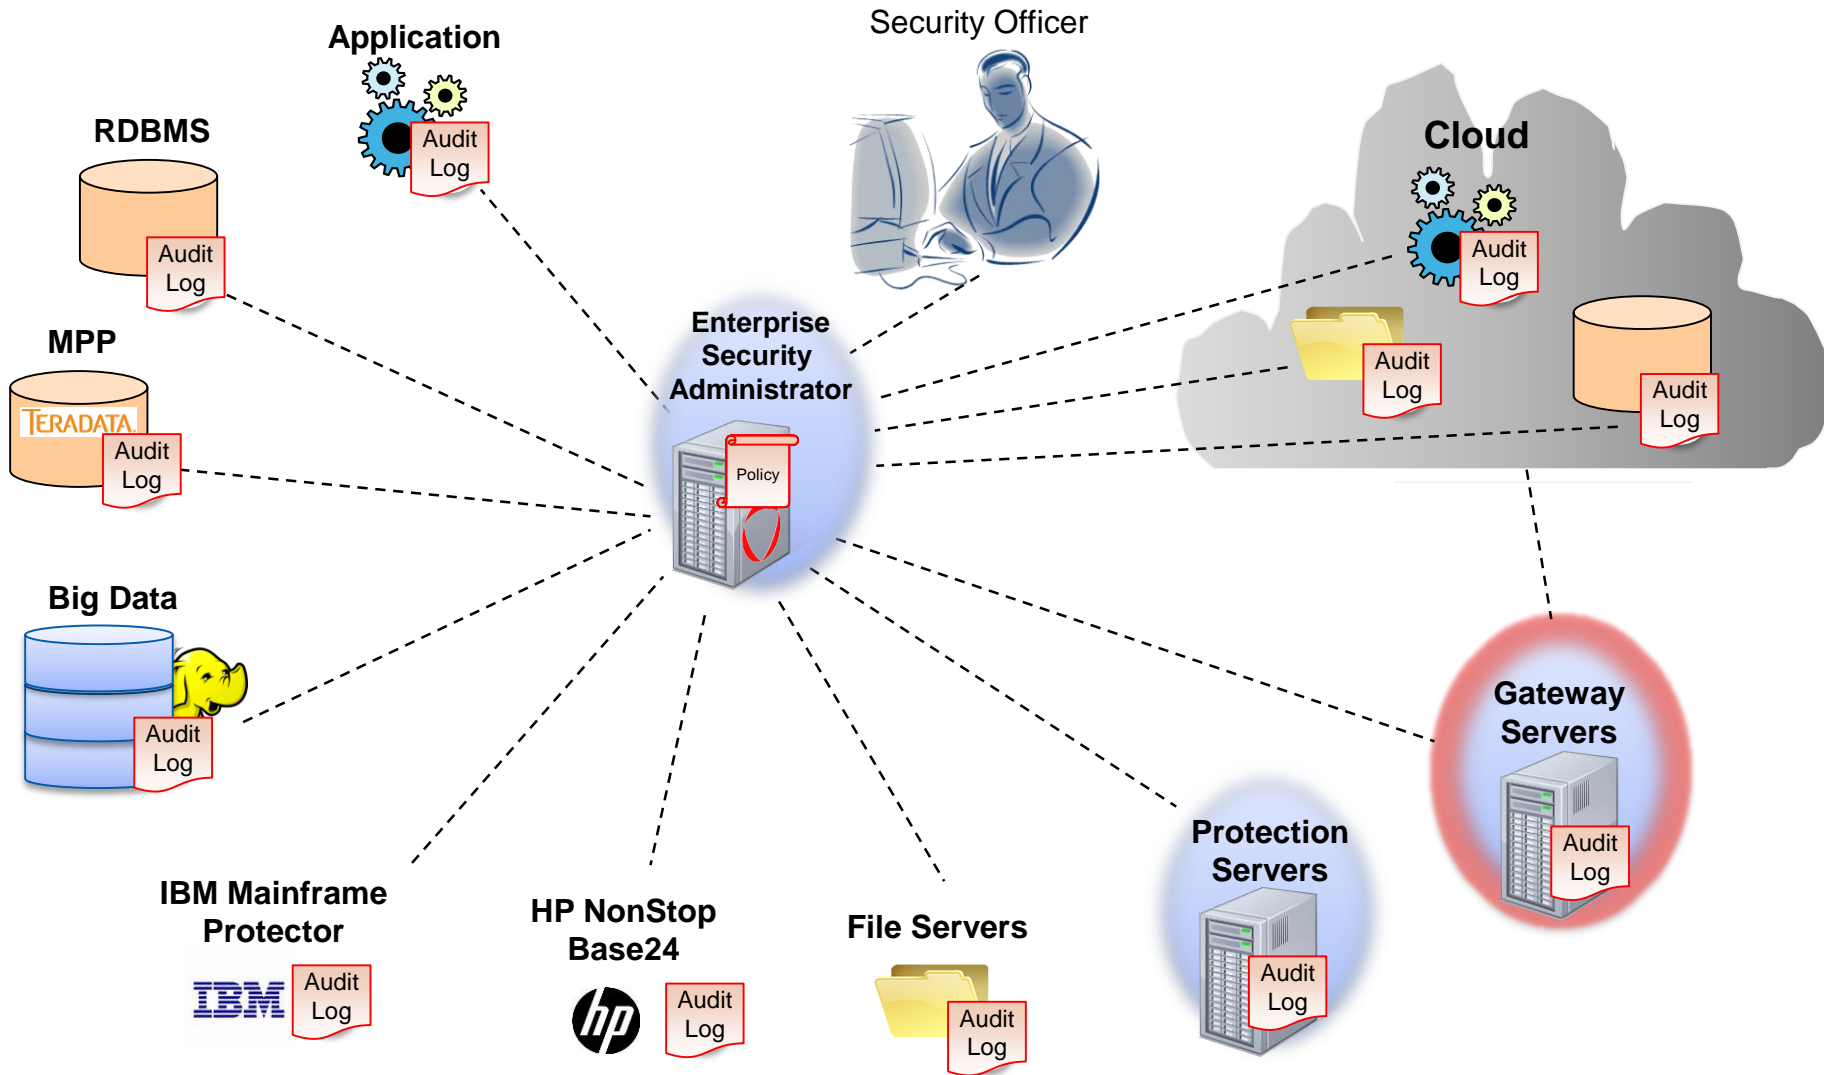 Security Officer
Application
Audit
Log
RDBMS
Audit
Log
Cloud
Audit
Log
Audit
Log
Audit
Log
Enterprise
Security
Administrator
Policy
MPP
TERADATA.
Audit
Log
Big Data
Audit
Log
Gateway
Servers
Audit
Log
Protection
Servers
Audit
Log
IBM Mainframe
Protector
IBM
Audit
Log
HP NonStop
Base24
hp
Audit
Log
File Servers
Audit
Log